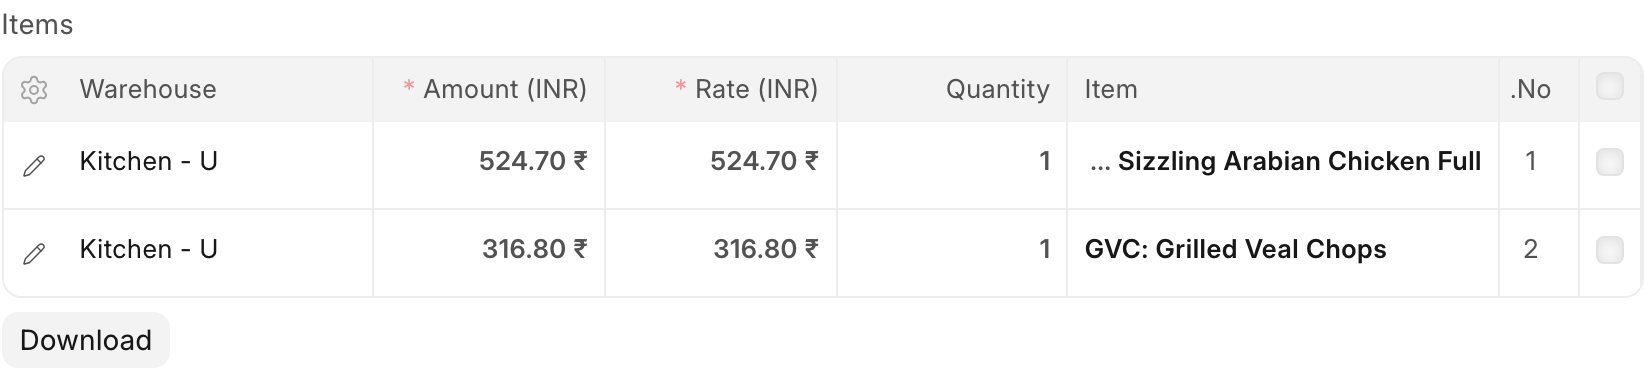 Items
Warehouse * Amount (INR) * Rate (INR) Quantity Item .No
Kitchen - U 524.70 ₹ 524.70 ₹ 1 ... Sizzling Arabian Chicken Full 1
Kitchen - U 316.80 ₹ 316.80 ₹ 1 GVC: Grilled Veal Chops 2
Download